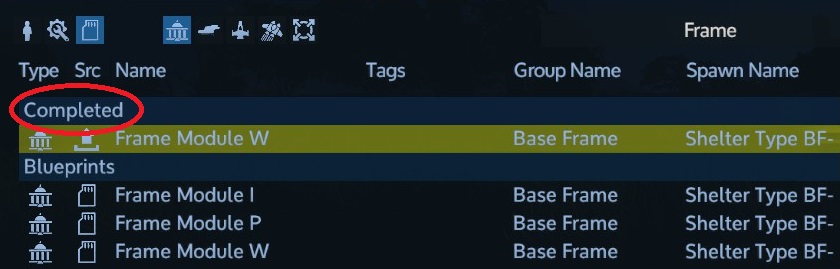 Frame
Type Src Name Tags Group Name Spawn Name
Completed
Frame Module W Base Frame Shelter Type BF-
Blueprints
Frame Module I Base Frame Shelter Type BF-
Frame Module P Base Frame Shelter Type BF-
Frame Module W Base Frame Shelter Type BF-